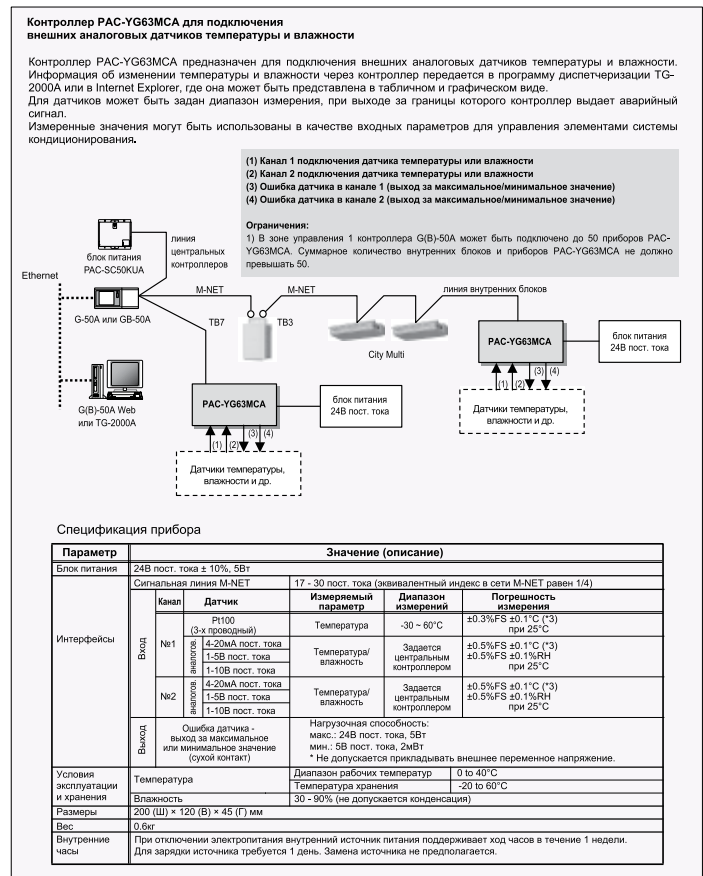 Контроллер PAC-YG63MCA для подключения
внешних аналоговых датчиков температуры и влажности
Контроллер PAC-YG63MCA предназначен для подключения внешних аналоговых датчиков температуры и влажности.
Информация об изменении температуры и влажности через контроллер передается в программу диспетчеризации TG-
2000A или в Internet Explorer, где она может быть представлена в табличном и графическом виде.
Для датчиков может быть задан диапазон измерения, при выходе за границы которого контроллер выдает аварийный
сигнал.
Измеренные значения могут быть использованы в качестве входных параметров для управления элементами системы
кондиционирования.
(1) Канал 1 подключения датчика температуры или влажности
(2) Канал 2 подключения датчика температуры или влажности
(3) Ошибка датчика в канале 1 (выход за максимальное/минимальное значение)
(4) Ошибка датчика в канале 2 (выход за максимальное/минимальное значение)
Ограничения:
1) В зоне управления 1 контроллера G(B)-50A может быть подключено до 50 приборов PAC-
YG63MCA. Суммарное количество внутренних блоков и приборов PAC-YG63MCA не должно
превышать 50.
блок питания
PAC-SC50KUA
линия
центральных
контроллеров
Ethernet
G-50A или GB-50A
M-NET
M-NET
линия внутренних блоков
TB7
TB3
City Multi
PAC-YG63MCA
блок питания
24В пост. тока
(1) (2) (3) (4)
Датчики температуры,
влажности и др.
G(B)-50A Web
или TG-2000A
PAC-YG63MCA
блок питания
24В пост. тока
(1) (2) (3) (4)
Датчики температуры,
влажности и др.
Спецификация прибора
Параметр Значение (описание)
Блок питания 24В пост. тока ± 10%, 5Вт
Интерфейсы
Сигнальная линия M-NET 17 - 30 пост. тока (эквивалентный индекс в сети M-NET равен 1/4)
Вход
Канал Датчик Измеряемый параметр Диапазон измерений Погрешность измерения
№1 Pt100 (3-х проводный) Температура -30 ~ 60°C ±0.3%FS ±0.1°C (*3) при 25°C
аналогов.
4-20мА пост. тока
1-5В пост. тока
1-10В пост. тока
Температура/ влажность
Задается центральным контроллером
±0.5%FS ±0.1°C (*3)
±0.5%FS ±0.1%RH
при 25°C
№2
аналогов.
4-20мА пост. тока
1-5В пост. тока
1-10В пост. тока
Температура/ влажность
Задается центральным контроллером
±0.5%FS ±0.1°C (*3)
±0.5%FS ±0.1%RH
при 25°C
Выход
Ошибка датчика -
выход за максимальное
или минимальное значение
(сухой контакт)
Нагрузочная способность:
макс.: 24В пост. тока, 5Вт
мин.: 5В пост. тока, 2мВт
* Не допускается прикладывать внешнее переменное напряжение.
Условия
эксплуатации
и хранения
Температура
Диапазон рабочих температур 0 to 40°C
Температура хранения -20 to 60°C
Влажность 30 - 90% (не допускается конденсация)
Размеры 200 (Ш) × 120 (В) × 45 (Г) мм
Вес 0.6кг
Внутренние
часы
При отключении электропитания внутренний источник питания поддерживает ход часов в течение 1 недели.
Для зарядки источника требуется 1 день. Замена источника не предполагается.